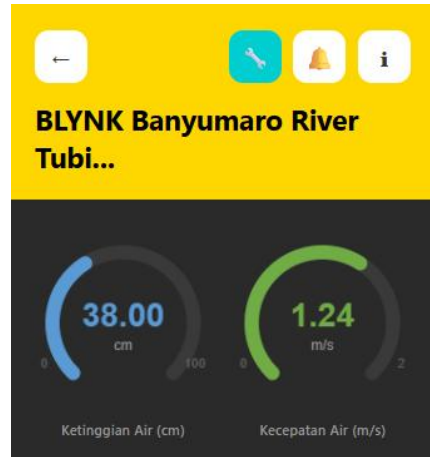 ←
i
BLYNK Banyumaro River
Tubi...
38.00
cm
0
100
1.24
m/s
0
2
Ketinggian Air (cm)
Kecepatan Air (m/s)